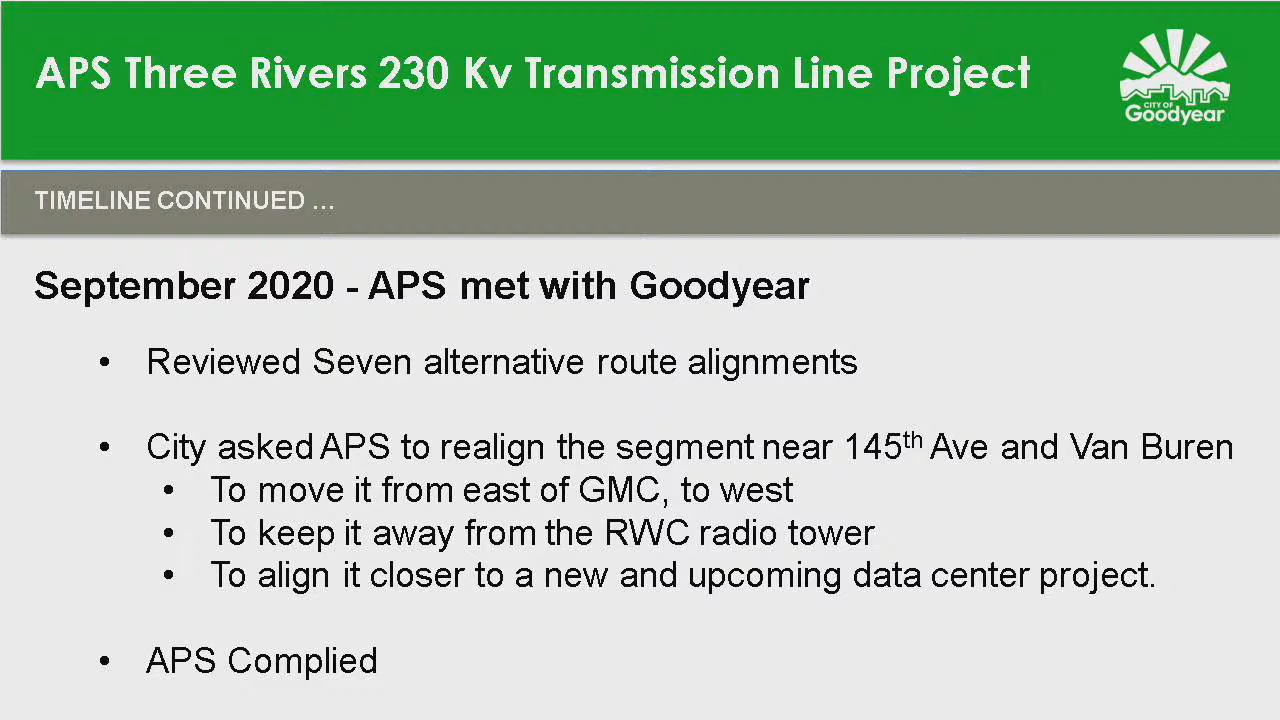 APS Three Rivers 230 Kv Transmission Line Project
CITY OF
Goodyear
TIMELINE CONTINUED …
September 2020 - APS met with Goodyear
• Reviewed Seven alternative route alignments
• City asked APS to realign the segment near 145th Ave and Van Buren
• To move it from east of GMC, to west
• To keep it away from the RWC radio tower
• To align it closer to a new and upcoming data center project.
• APS Complied